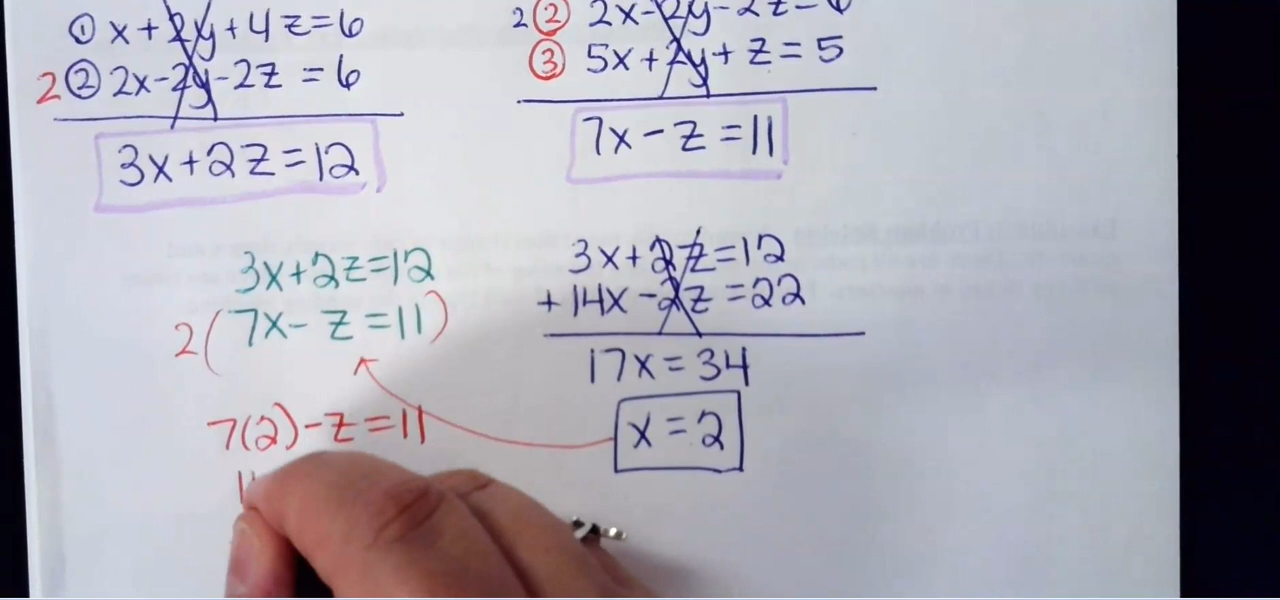 ① x+2y+4z=6
2 ② 2x-2y-2z=6
3x+2z=12
2 ② 2x-2y-2z=6
③ 5x+2y+z=5
7x-z=11
3x+2z=12
2(7x-z=11)
7(2)-z=11
3x+2z=12
+14x-2z=22
17x=34
x=2